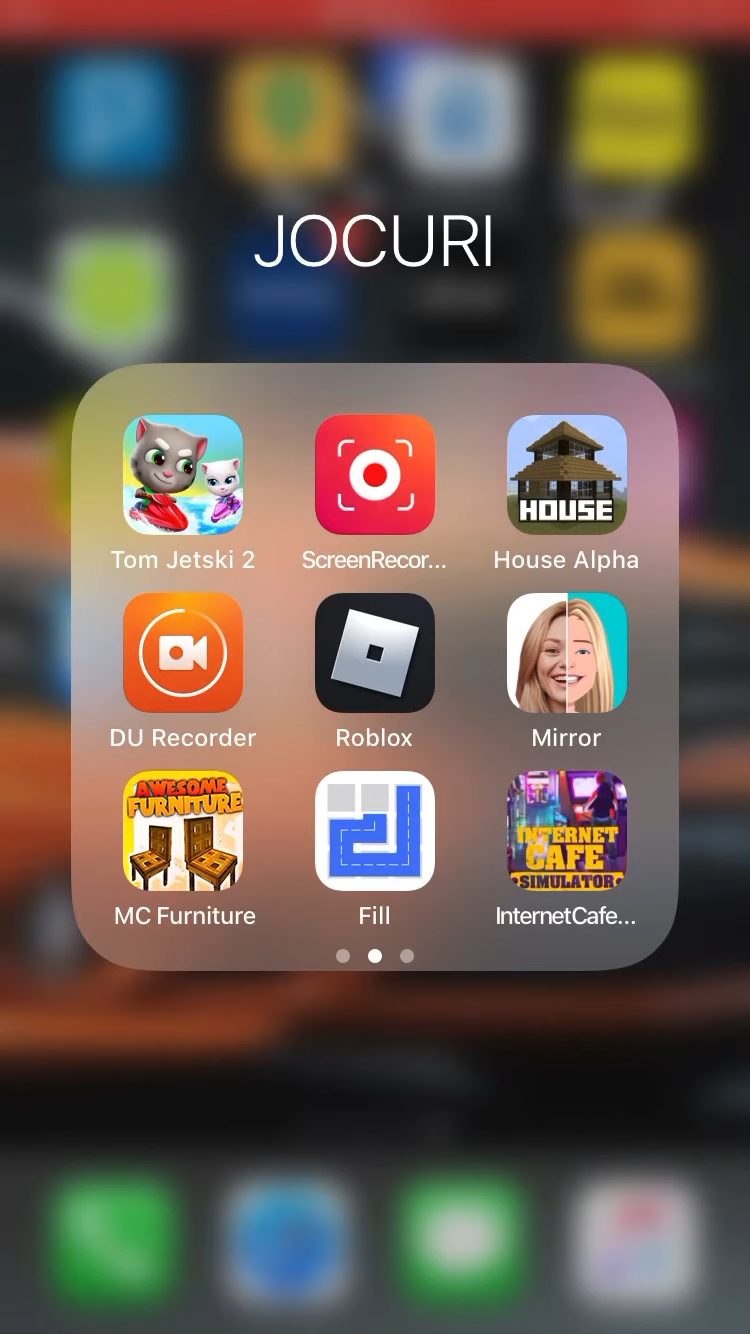 JOCURI
HOUSE
Tom Jetski 2
ScreenRecor...
House Alpha
DU Recorder
Roblox
Mirror
AWESOME
FURNITURE
INTERNET
CAFE
SIMULATOR
MC Furniture
Fill
InternetCafe...